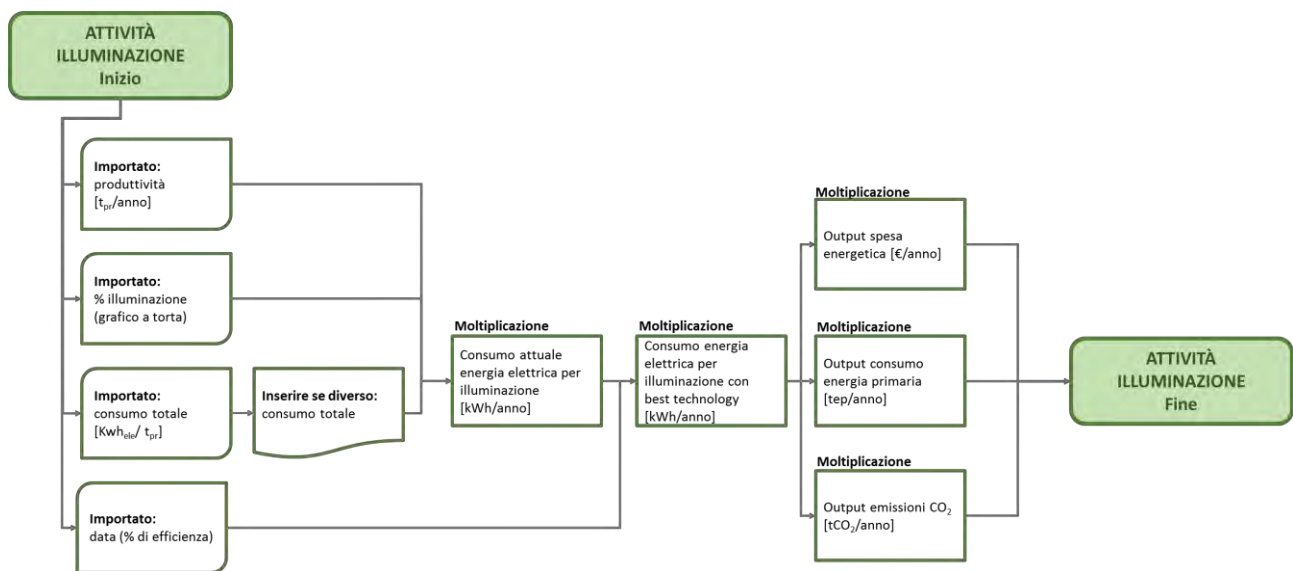 ATTIVITÀ
ILLUMINAZIONE
Inizio
Importato:
produttività
[tpr/anno]
Importato:
% illuminazione
(grafico a torta)
Importato:
consumo totale
[Kwhele/ tpr]
Inserire se diverso:
consumo totale
Importato:
data (% di efficienza)
Moltiplicazione
Consumo attuale
energia elettrica per
illuminazione
[kWh/anno]
Moltiplicazione
Consumo energia
elettrica per
illuminazione con
best technology
[kWh/anno]
Moltiplicazione
Output spesa
energetica [€/anno]
Moltiplicazione
Output consumo
energia primaria
[tep/anno]
Moltiplicazione
Output emissioni CO2
[tCO2/anno]
ATTIVITÀ
ILLUMINAZIONE
Fine